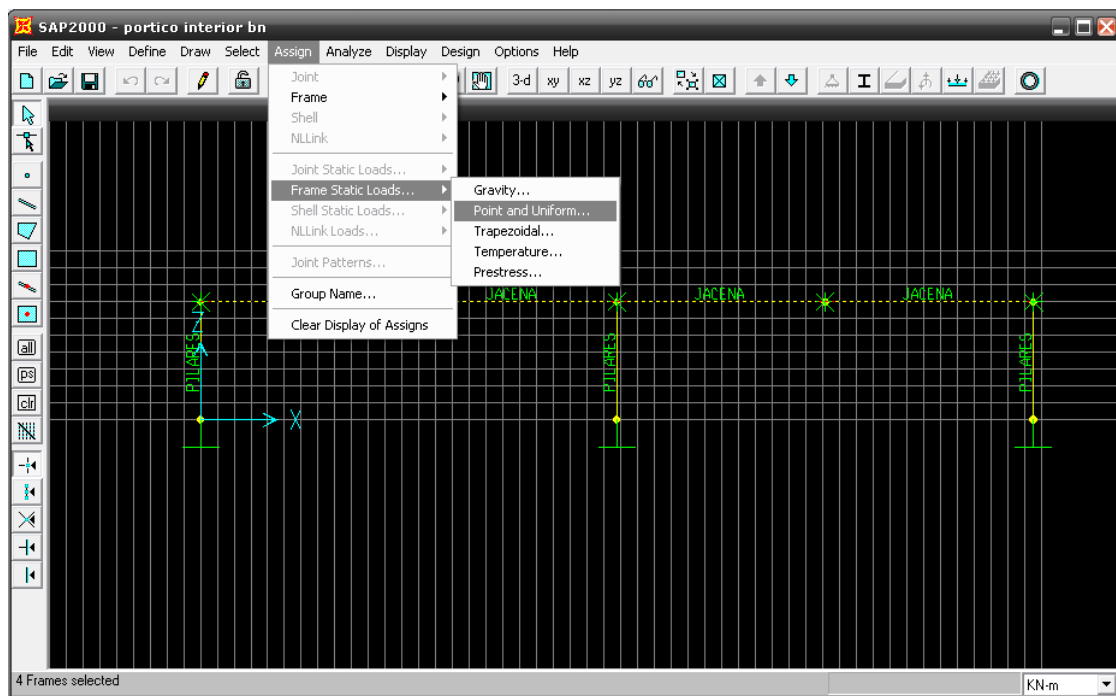 SAP2000 - portico interior bn
File Edit View Define Draw Select Assign Analyze Display Design Options Help
3-d xy xz yz
Joint
Frame
Shell
NLLink
Joint Static Loads...
Frame Static Loads...
Shell Static Loads...
NLLink Loads...
Joint Patterns...
Group Name...
Clear Display of Assigns
Gravity...
Point and Uniform...
Trapezoidal...
Temperature...
Prestress...
JACENA JACENA JACENA
PILARES PILARES PILARES
X
all
ps
clr
4 Frames selected
KN-m